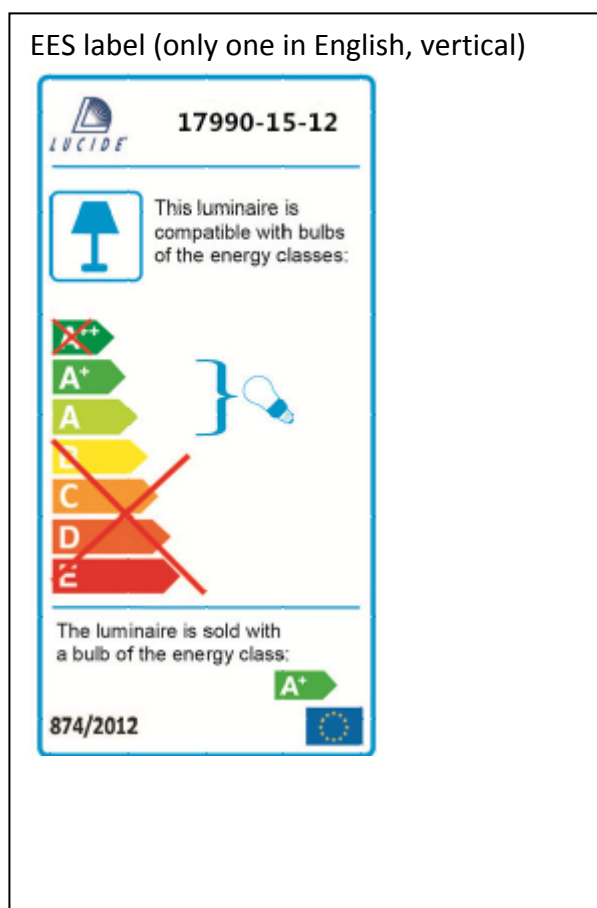 EES label (only one in English, vertical)
LUCIDE
17990-15-12
This luminaire is
compatible with bulbs
of the energy classes:
A++
A+
A
B
C
D
E
The luminaire is sold with
a bulb of the energy class:
A+
874/2012